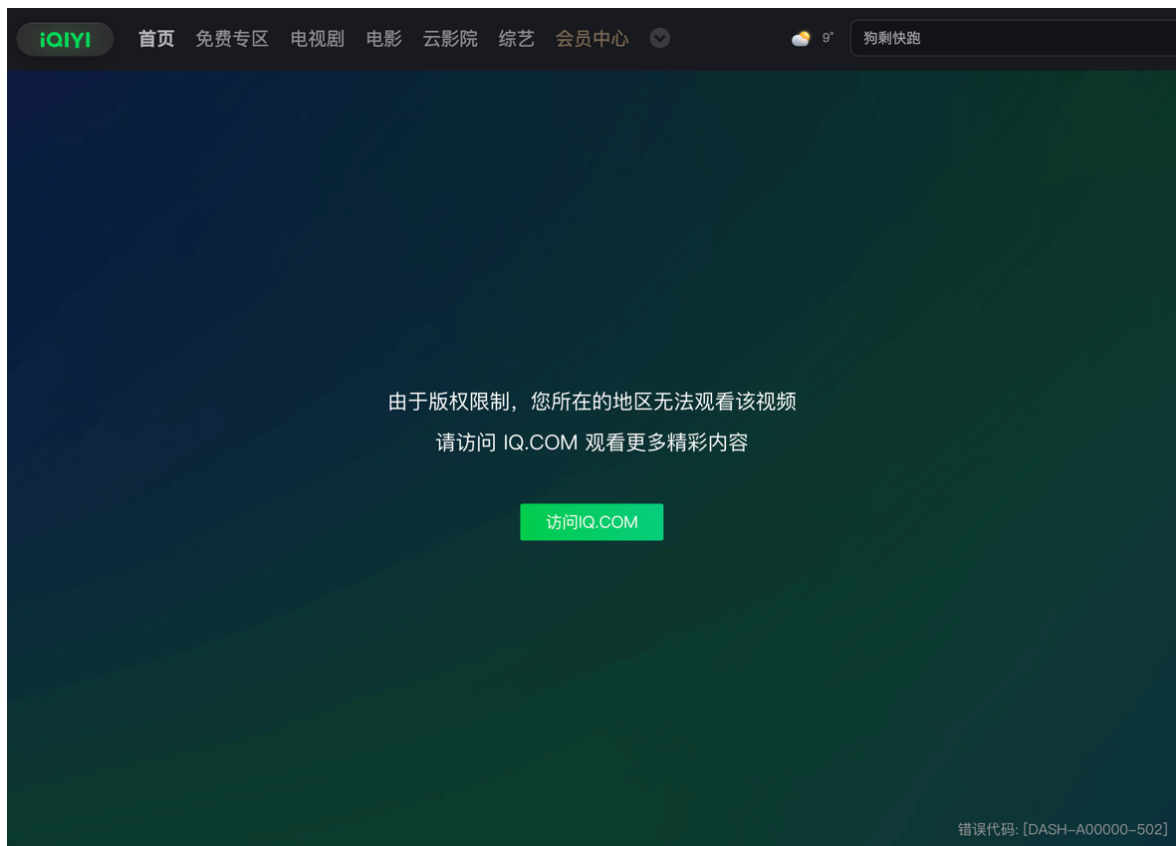 iQIYI 首页 免费专区 电视剧 电影 云影院 综艺 会员中心 9° 狗剩快跑
由于版权限制，您所在的地区无法观看该视频
请访问 IQ.COM 观看更多精彩内容
访问IQ.COM
错误代码: [DASH-A00000-502]